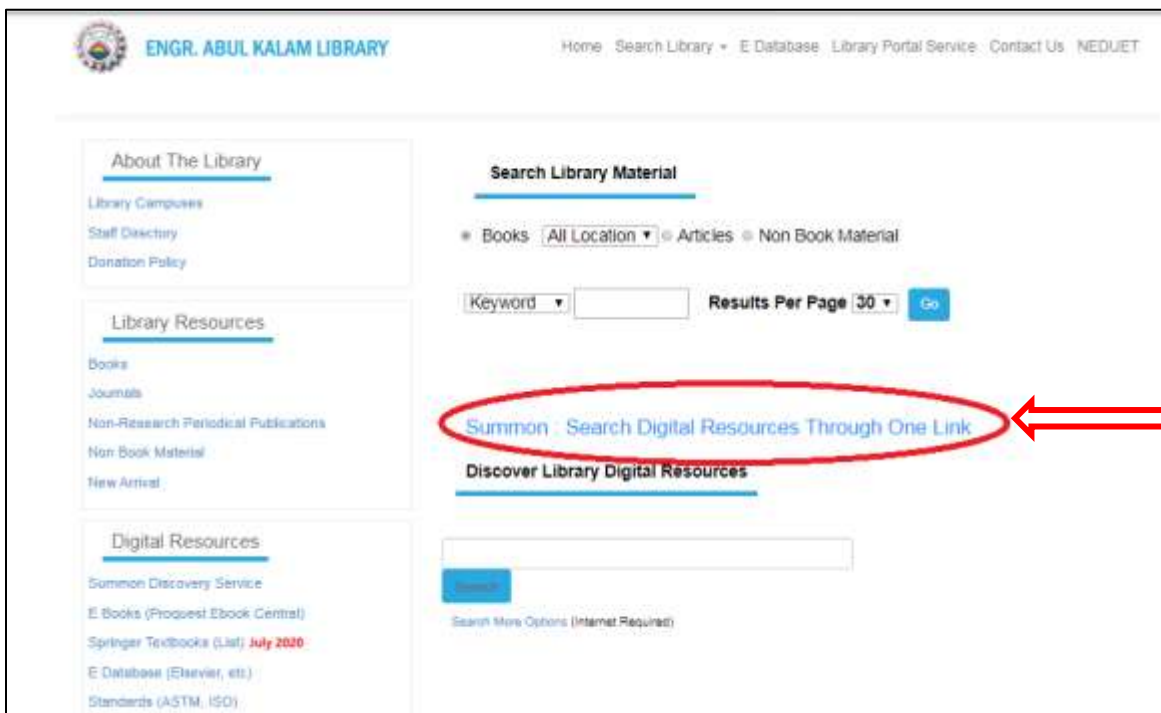 ENGR. ABUL KALAM LIBRARY
Home Search Library E Database Library Portal Service Contact Us NEDUET
About The Library
Library Campuses
Staff Directory
Donation Policy
Library Resources
Books
Journals
Non-Research Periodical Publications
Non Book Material
New Arrival
Digital Resources
Summon Discovery Service
E Books (Proquest Ebook Central)
Springer Textbooks (List) July 2020
E Database (Elsevier, etc.)
Standards (ASTM, ISO)
Search Library Material
Books All Location Articles Non Book Material
Keyword Results Per Page 30 Go
Summon : Search Digital Resources Through One Link
Discover Library Digital Resources
Search
Search More Options (Internet Required)